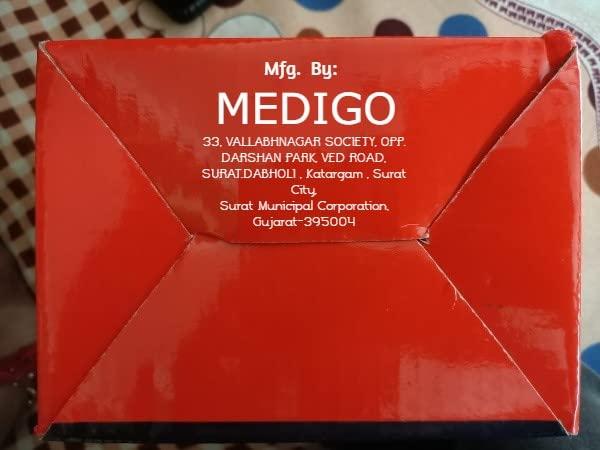 Mfg. By:
MEDIGO
33, VALLABHNAGAR SOCIETY, OPP.
DARSHAN PARK, VED ROAD,
SURAT.DABHOLI , Katargam , Surat
City,
Surat Municipal Corporation,
Gujarat-395004